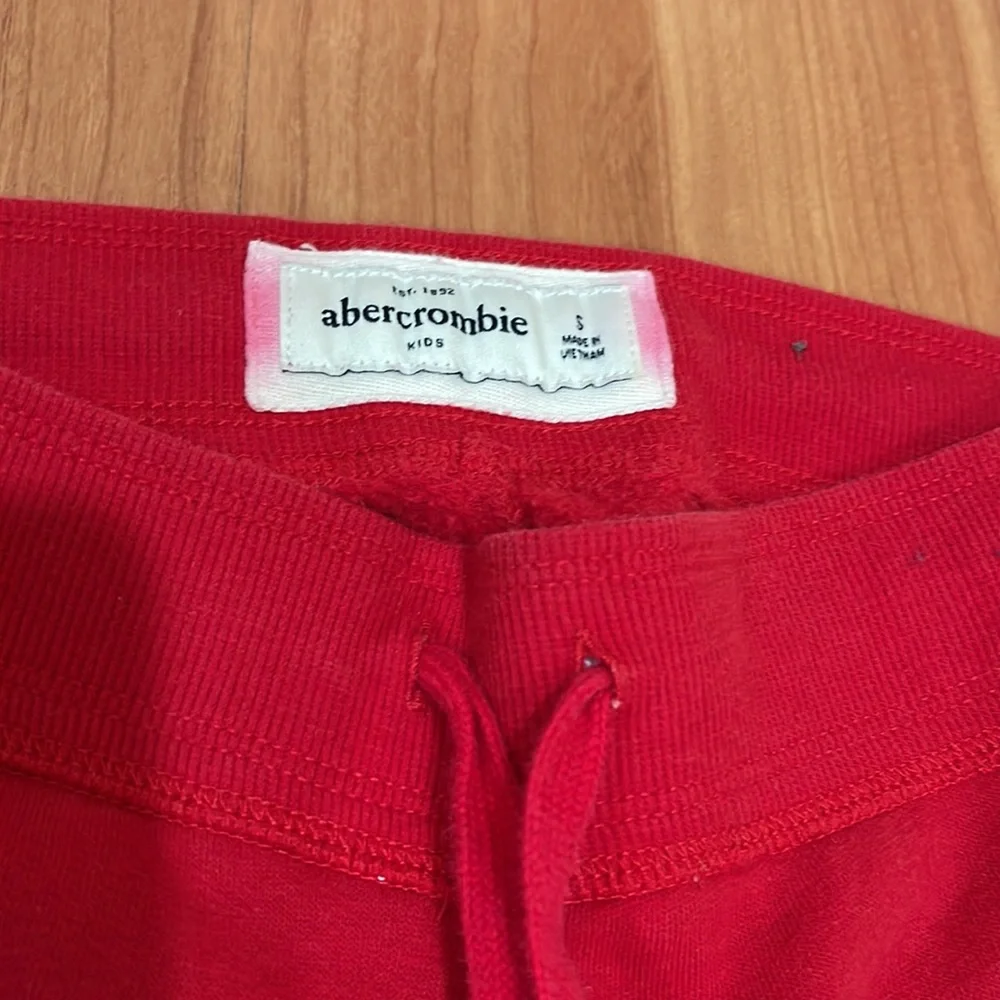 EST. 1892
abercrombie
KIDS
S
MADE IN
VIETNAM